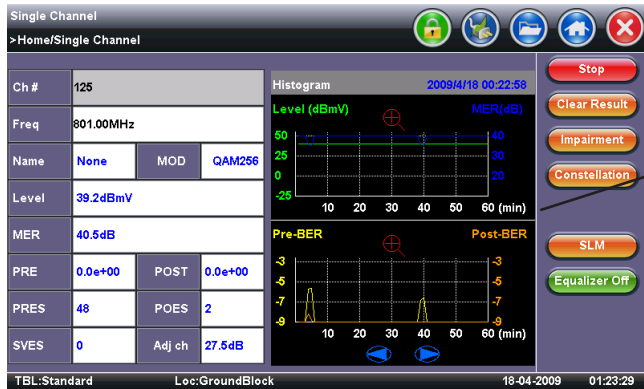 Single Channel
>Home/Single Channel
Ch # 125
Freq 801.00MHz
Name None MOD QAM256
Level 39.2dBmV
MER 40.5dB
PRE 0.0e+00 POST 0.0e+00
PRES 48 POES 2
SVES 0 Adj ch 27.5dB
Histogram 2009/4/18 00:22:58
Level (dBmV) MER(dB)
50 40
25 30
0 20
-25
10 20 30 40 50 60 (min)
Pre-BER Post-BER
-3 -3
-5 -5
-7 -7
-9 -9
10 20 30 40 50 60 (min)
Stop
Clear Result
Impairment
Constellation
SLM
Equalizer Off
TBL:Standard Loc:GroundBlock 18-04-2009 01:23:29